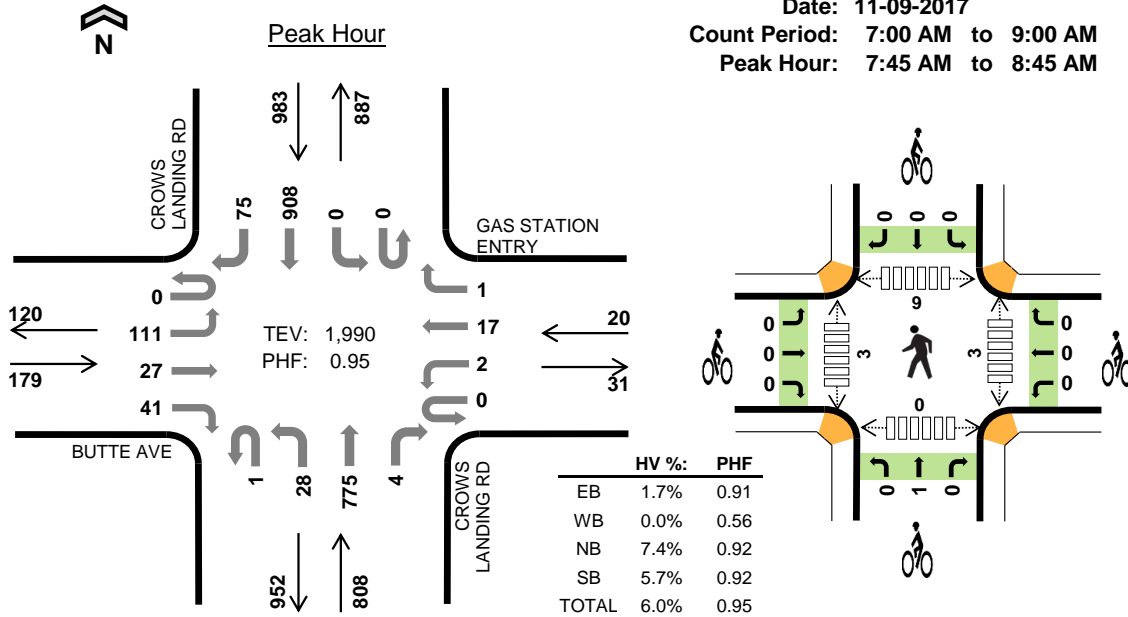 Date: 11-09-2017
Count Period: 7:00 AM to 9:00 AM
Peak Hour: 7:45 AM to 8:45 AM
N
Peak Hour
983
887
CROWS
LANDING RD
75
908
0
0
GAS STATION
ENTRY
0
111
27
41
120
179
TEV: 1,990
PHF: 0.95
1
17
2
0
20
31
BUTTE AVE
1
28
775
4
CROWS
LANDING RD
952
808
HV %: PHF
EB 1.7% 0.91
WB 0.0% 0.56
NB 7.4% 0.92
SB 5.7% 0.92
TOTAL 6.0% 0.95
0 0 0
9
0
0
0
3
3
0
0
0
0
0 1 0